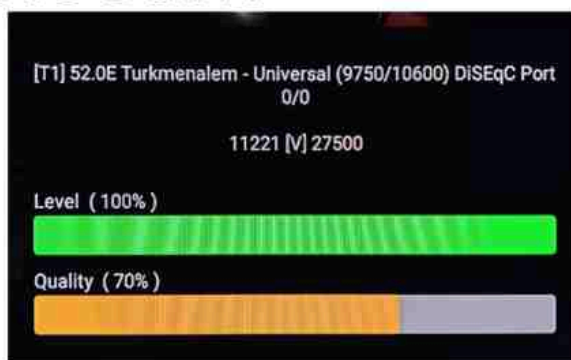 [T1] 52.0E Turkmenalem - Universal (9750/10600) DiSEqC Port
0/0
11221 [V] 27500
Level ( 100% )
Quality ( 70% )